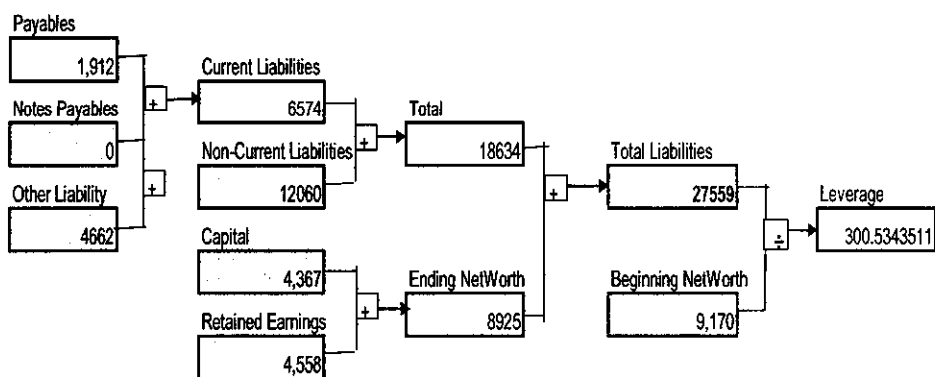 Payables
1,912
+
Notes Payables
0
+
Other Liability
4662
Current Liabilities
6574
+
Non-Current Liabilities
12060
Capital
4,367
+
Retained Earnings
4,558
Total
18634
+
Ending NetWorth
8925
Total Liabilities
27559
÷
Beginning NetWorth
9,170
Leverage
300.5343511